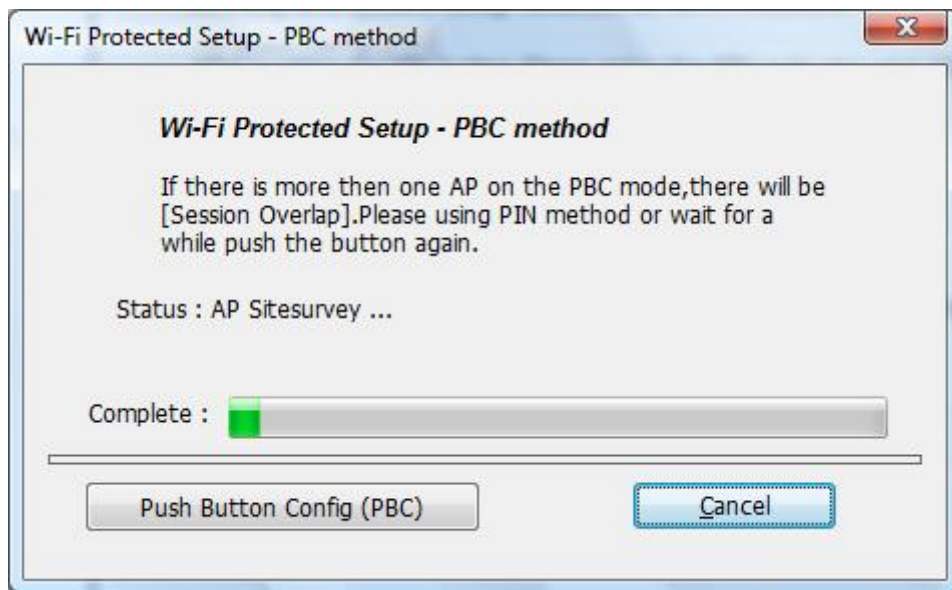 Wi-Fi Protected Setup - PBC method
Wi-Fi Protected Setup - PBC method
If there is more then one AP on the PBC mode,there will be
[Session Overlap].Please using PIN method or wait for a
while push the button again.
Status : AP Sitesurvey ...
Complete :
Push Button Config (PBC)
Cancel